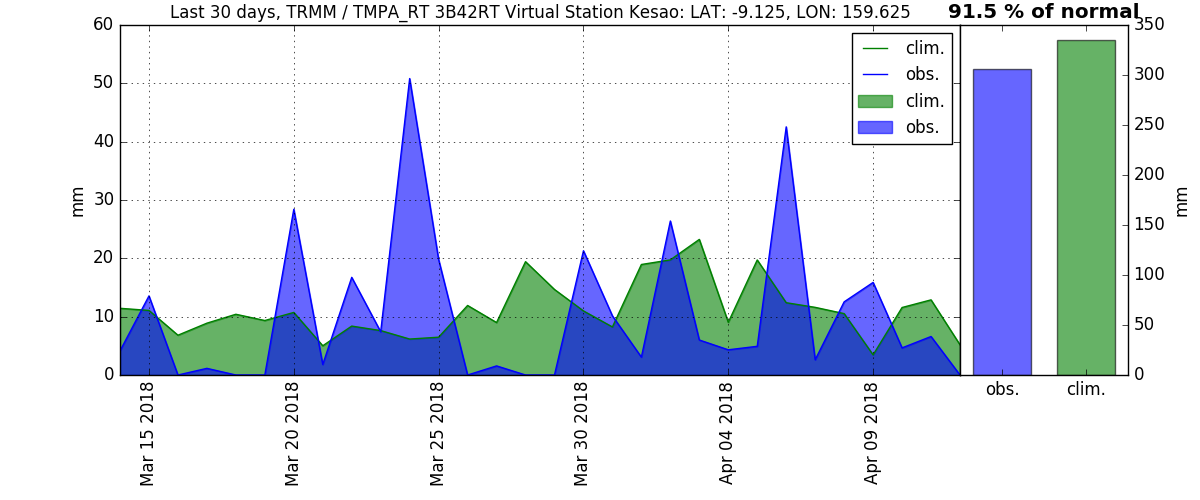 Last 30 days, TRMM / TMPA_RT 3B42RT Virtual Station Kesao: LAT: -9.125, LON: 159.625
91.5 % of normal
60
50
40
30
20
10
0
mm
clim.
obs.
clim.
obs.
350
300
250
200
150
100
50
0
mm
Mar 15 2018
Mar 20 2018
Mar 25 2018
Mar 30 2018
Apr 04 2018
Apr 09 2018
obs.
clim.